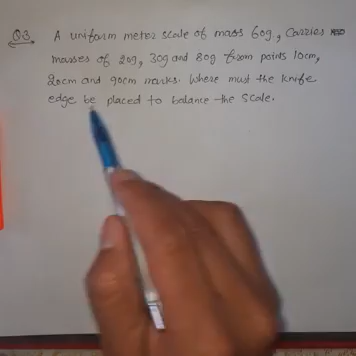 Q3. A uniform meter scale of mass 60g, Carries
masses of 20g, 30g and 80g from points 10cm,
20cm and 90cm marks. Where must the knife
edge be placed to balance the scale.